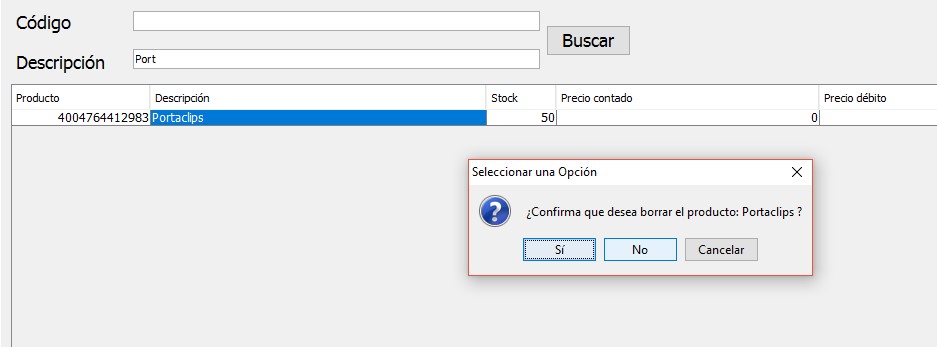 Código
Buscar
Descripción Port
Producto Descripción Stock Precio contado Precio débito
4004764412983 Portaclips 50 0
Seleccionar una Opción
¿Confirma que desea borrar el producto: Portaclips ?
Sí No Cancelar